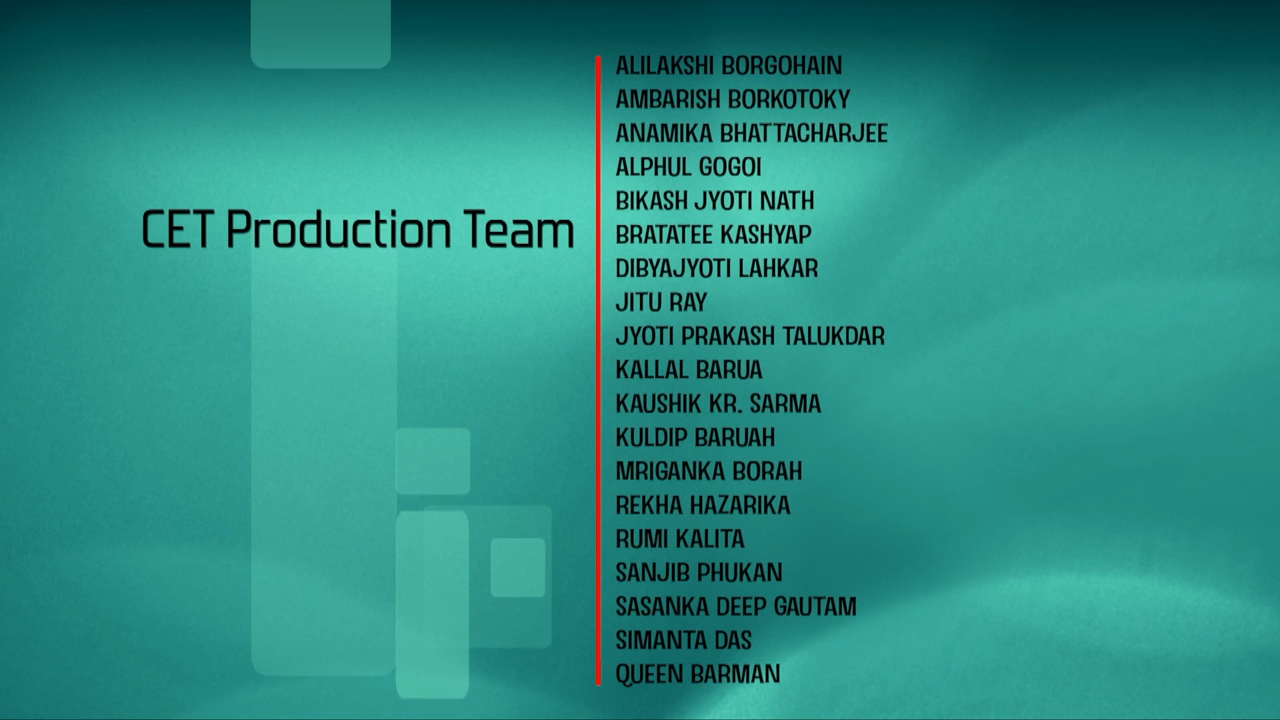 CET Production Team
ALILAKSHI BORGOHAIN
AMBARISH BORKOTOKY
ANAMIKA BHATTACHARJEE
ALPHUL GOGOI
BIKASH JYOTI NATH
BRATATEE KASHYAP
DIBYAJYOTI LAHKAR
JITU RAY
JYOTI PRAKASH TALUKDAR
KALLAL BARUA
KAUSHIK KR. SARMA
KULDIP BARUAH
MRIGANKA BORAH
REKHA HAZARIKA
RUMI KALITA
SANJIB PHUKAN
SASANKA DEEP GAUTAM
SIMANTA DAS
QUEEN BARMAN